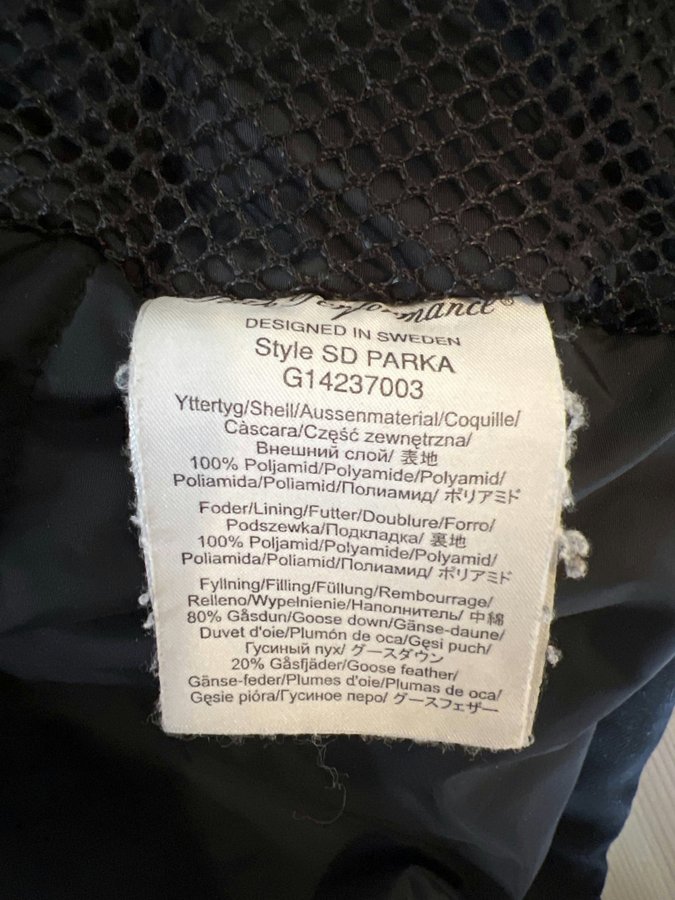 Performance®
DESIGNED IN SWEDEN
Style SD PARKA
G14237003
Yttertyg/Shell/Aussenmaterial/Coquille/
Càscara/Część zewnętrzna/
Внешний слой/ 表地
100% Poljamid/Polyamide/Polyamid/
Poliamida/Poliamid/Полиамид/ ポリアミド
Foder/Lining/Futter/Doublure/Forro/
Podszewka/Подкладка/ 裏地
100% Poljamid/Polyamide/Polyamid/
Poliamida/Poliamid/Полиамид/ ポリアミド
Fyllning/Filling/Füllung/Rembourrage/
Relleno/Wypełnienie/Наполнитель/ 中綿
80% Gåsdun/Goose down/Gänse-daune/
Duvet d'oie/Plumón de oca/Gęsi puch/
Гусиный пух/ グースダウン
20% Gåsfjäder/Goose feather/
Gänse-feder/Plumes d'oie/Plumas de oca/
Gęsie pióra/Гусиное перо/ グースフェザー